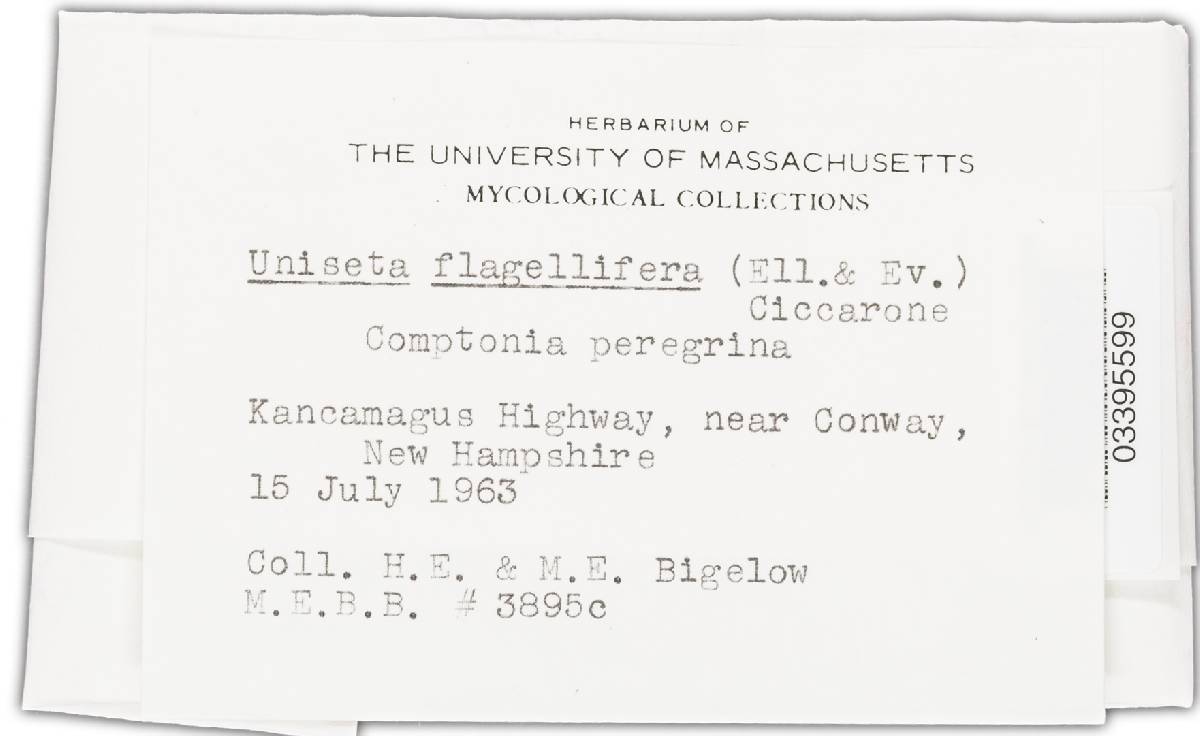 HERBARIUM OF
THE UNIVERSITY OF MASSACHUSETTS
MYCOLOGICAL COLLECTIONS
Uniseta flagellifera (Ell.& Ev.)
Ciccarone
Comptonia peregrina
Kancamagus Highway, near Conway,
New Hampshire
15 July 1963
Coll. H.E. & M.E. Bigelow
M.E.B.B. # 3895c
03395599